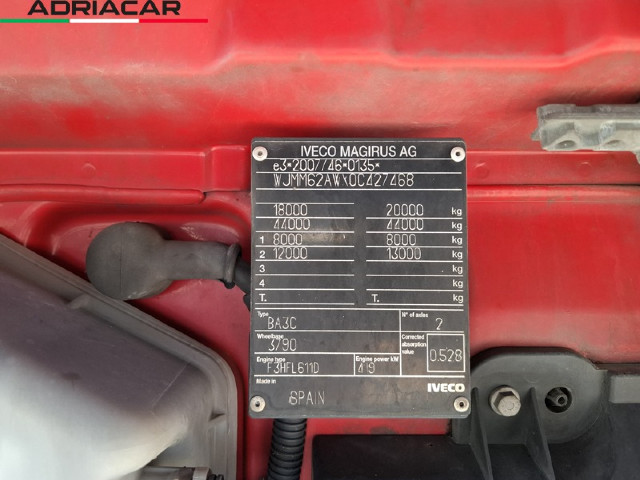 ADRIACAR
IVECO MAGIRUS AG
e3*2007/46*0135*
18000 20000 kg
44000 44000 kg
1 8000 8000 kg
2 12000 13000 kg
3 kg
4 kg
T. T. kg
Type N° of axles
BA3C 2
Wheelbase Corrected absorption value
3790 0.528
Engine type Engine power kW
F3HFL611D 419
Made in IVECO
SPAIN